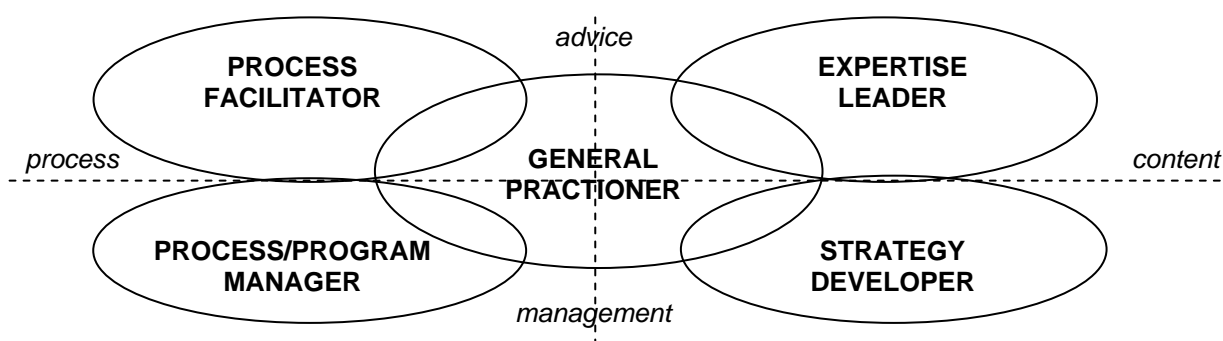 advice
PROCESS
FACILITATOR
EXPERTISE
LEADER
process
GENERAL
PRACTIONER
content
PROCESS/PROGRAM
MANAGER
STRATEGY
DEVELOPER
management